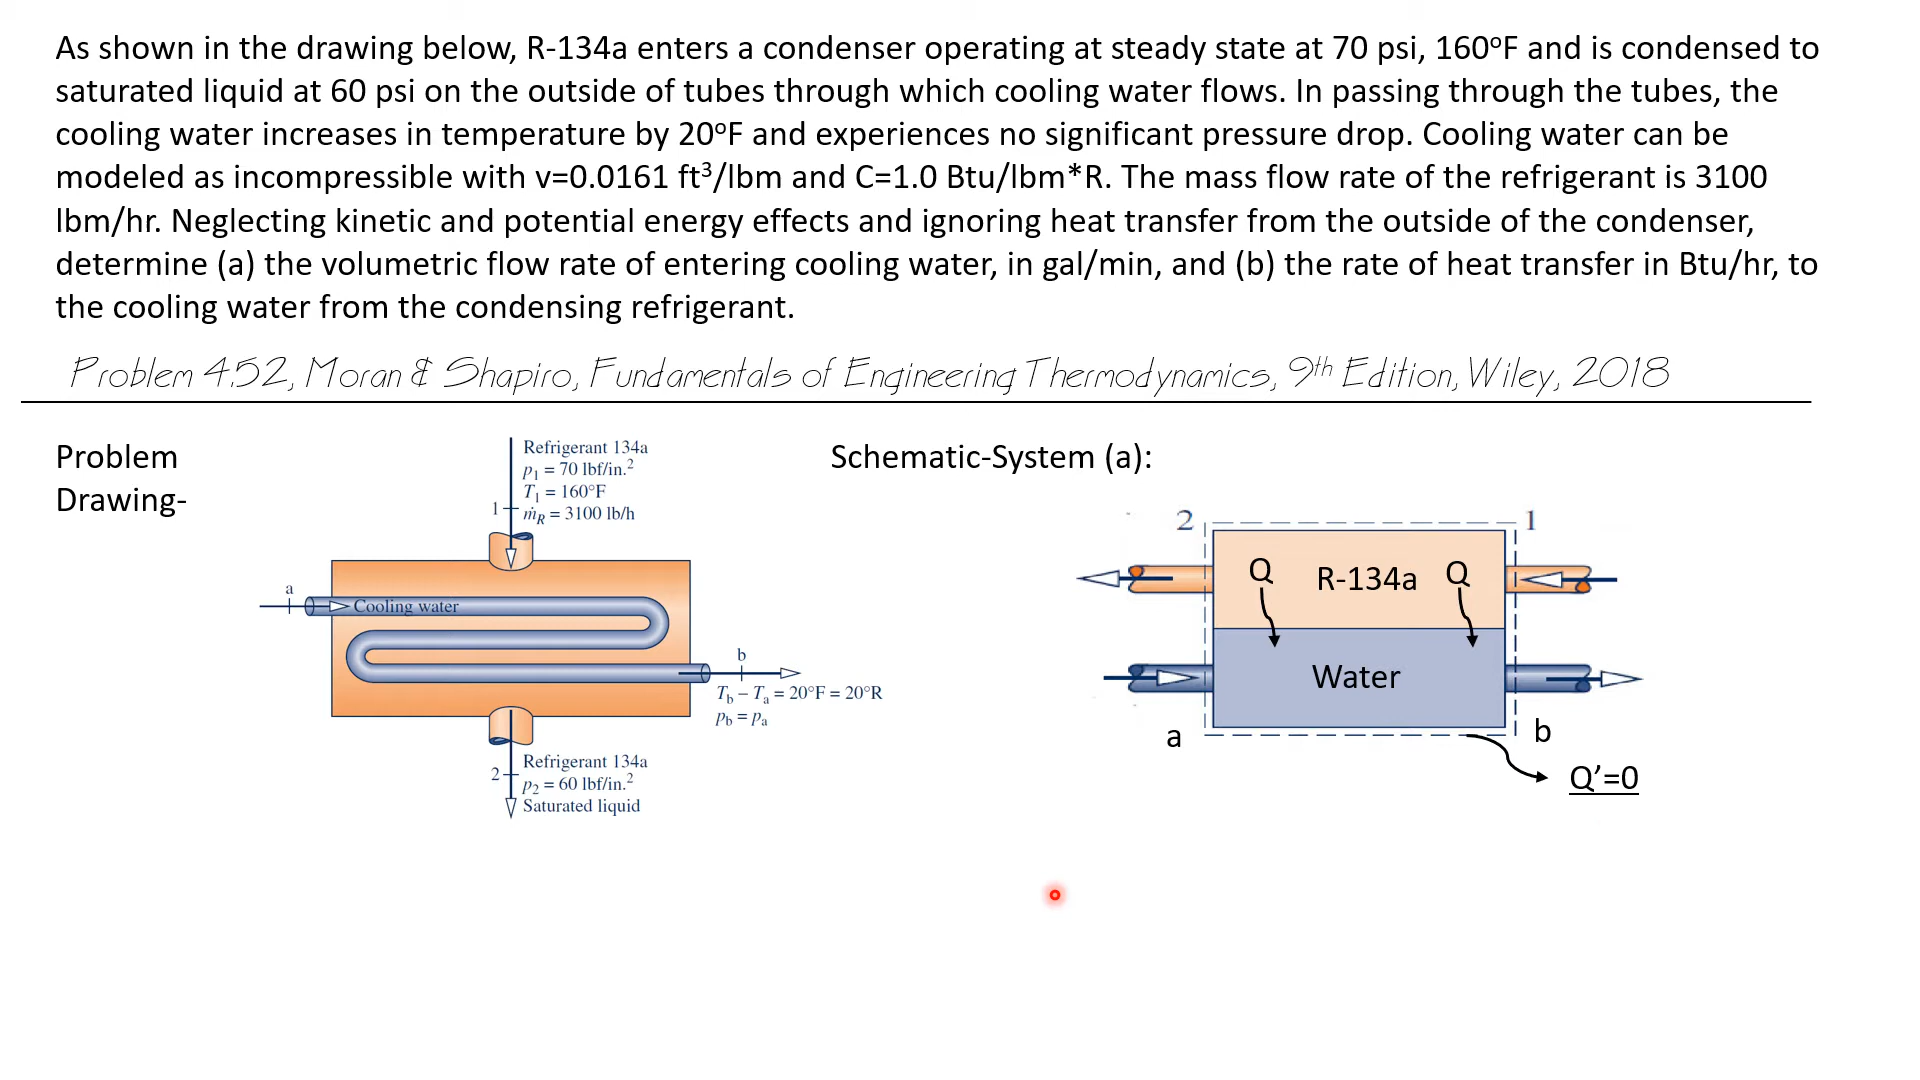 As shown in the drawing below, R-134a enters a condenser operating at steady state at 70 psi, 160°F and is condensed to
saturated liquid at 60 psi on the outside of tubes through which cooling water flows. In passing through the tubes, the
cooling water increases in temperature by 20°F and experiences no significant pressure drop. Cooling water can be
modeled as incompressible with v=0.0161 ft³/lbm and C=1.0 Btu/lbm*R. The mass flow rate of the refrigerant is 3100
lbm/hr. Neglecting kinetic and potential energy effects and ignoring heat transfer from the outside of the condenser,
determine (a) the volumetric flow rate of entering cooling water, in gal/min, and (b) the rate of heat transfer in Btu/hr, to
the cooling water from the condensing refrigerant.
Problem 4.52, Moran & Shapiro, Fundamentals of Engineering Thermodynamics, 9th Edition, Wiley, 2018
Problem
Drawing-
Refrigerant 134a
p₁ = 70 lbf/in.²
T₁ = 160°F
1
ṁR = 3100 lb/h
a
Cooling water
b
Tb – Ta = 20°F = 20°R
pb = pa
2
Refrigerant 134a
p₂ = 60 lbf/in.²
Saturated liquid
Schematic-System (a):
2 1
Q R-134a Q
Water
a b
Q’=0